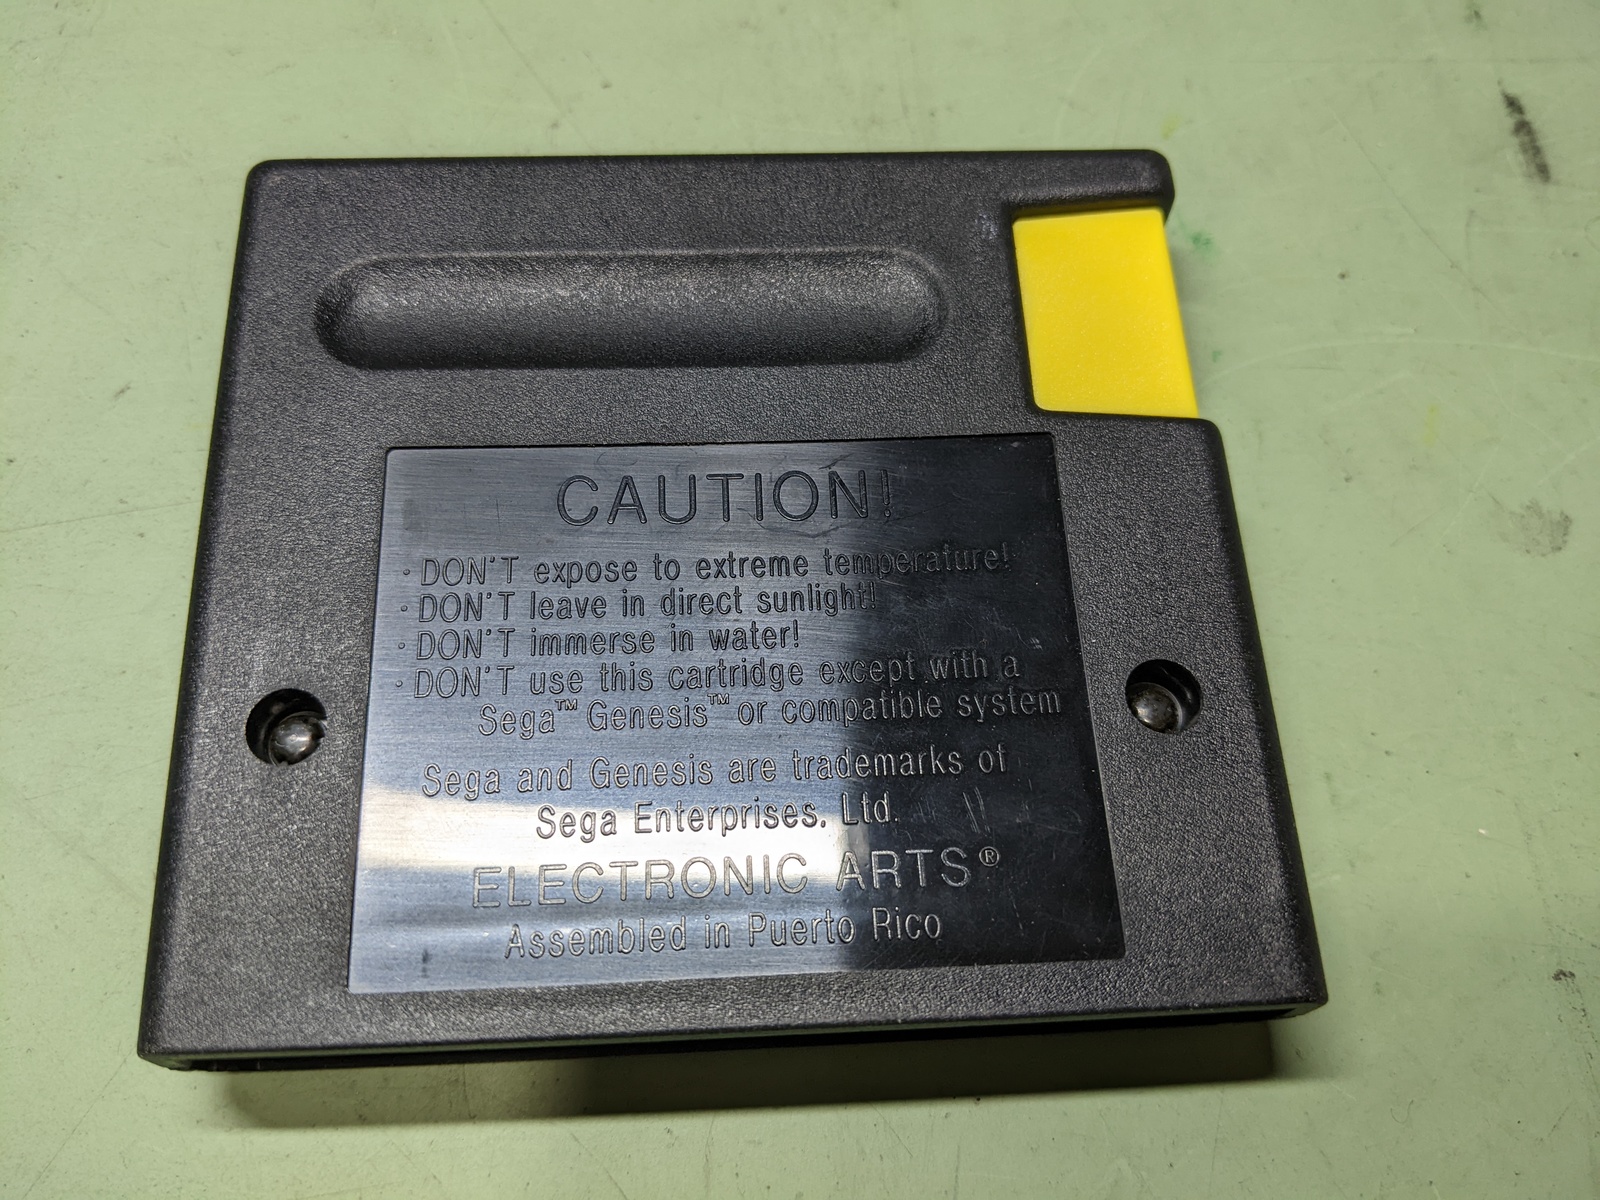 CAUTION!
· DON'T expose to extreme temperature!
· DON'T leave in direct sunlight!
· DON'T immerse in water!
· DON'T use this cartridge except with a
Sega™ Genesis™ or compatible system
Sega and Genesis are trademarks of
Sega Enterprises, Ltd.
ELECTRONIC ARTS®
Assembled in Puerto Rico